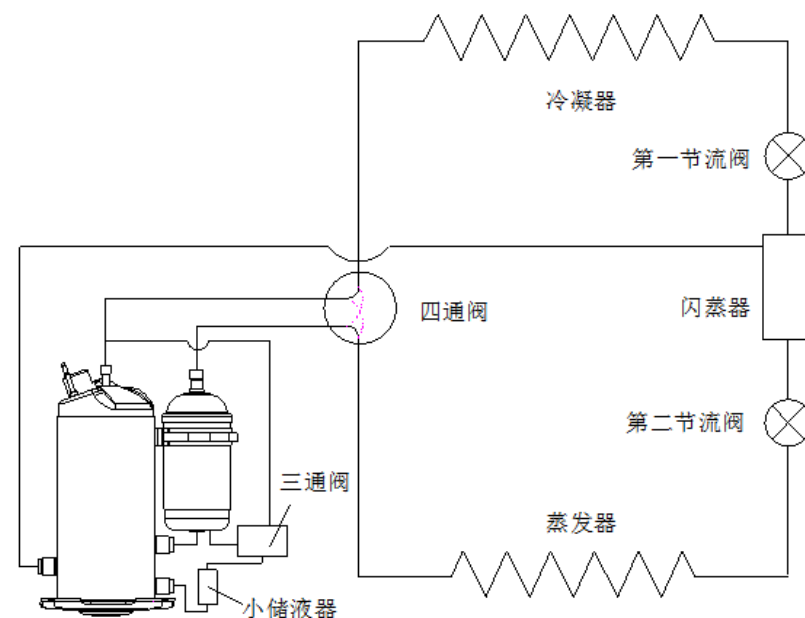 冷凝器
第一节流阀
四通阀
闪蒸器
第二节流阀
三通阀
蒸发器
小储液器